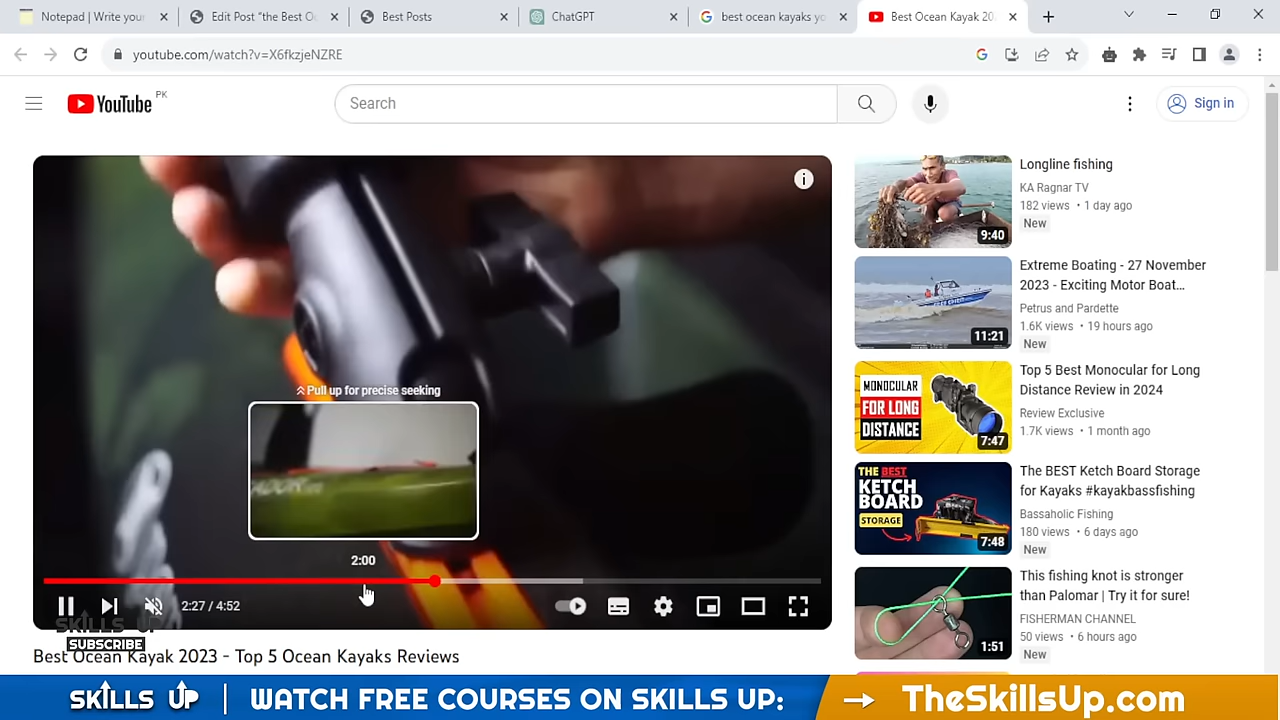 Notepad | Write your
Edit Post “the Best O
Best Posts
ChatGPT
best ocean kayaks yo
Best Ocean Kayak 20
youtube.com/watch?v=X6fkzjeNZRE
YouTube PK
Search
Sign in
Pull up for precise seeking
2:00
2:27 / 4:52
SKILLS UP
SUBSCRIBE
Best Ocean Kayak 2023 - Top 5 Ocean Kayaks Reviews
9:40
Longline fishing
KA Ragnar TV
182 views • 1 day ago
New
11:21
Extreme Boating - 27 November
2023 - Exciting Motor Boat...
Petrus and Pardette
1.6K views • 19 hours ago
New
MONOCULAR
FOR LONG
DISTANCE
7:47
Top 5 Best Monocular for Long
Distance Review in 2024
Review Exclusive
1.7K views • 1 month ago
THE BEST
KETCH
BOARD
STORAGE
7:48
The BEST Ketch Board Storage
for Kayaks #kayakbassfishing
Bassaholic Fishing
180 views • 6 days ago
New
1:51
This fishing knot is stronger
than Palomar | Try it for sure!
FISHERMAN CHANNEL
50 views • 6 hours ago
New
SKILLS UP | WATCH FREE COURSES ON SKILLS UP: TheSkillsUp.com